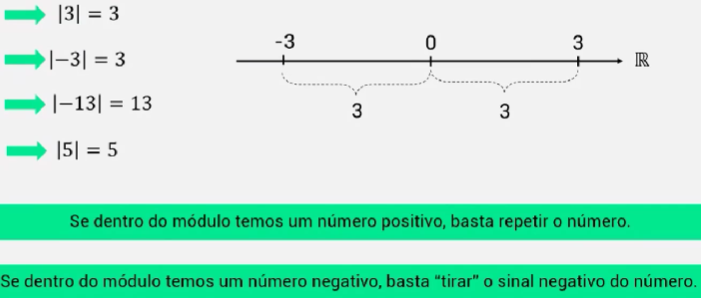 |3| = 3
|−3| = 3
|−13| = 13
|5| = 5
-3 0 3 ℝ
3 3
Se dentro do módulo temos um número positivo, basta repetir o número.
Se dentro do módulo temos um número negativo, basta “tirar” o sinal negativo do número.